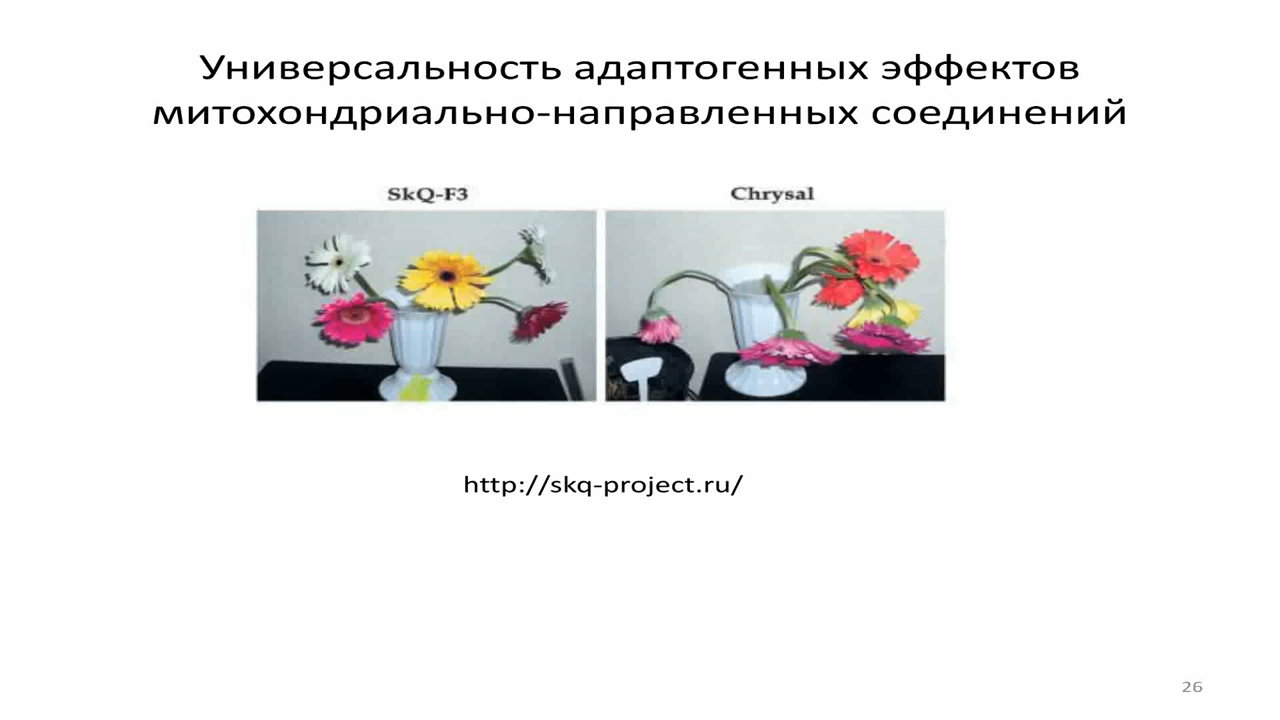 Универсальность адаптогенных эффектов
митохондриально-направленных соединений
SkQ-F3
Chrysal
http://skq-project.ru/
26